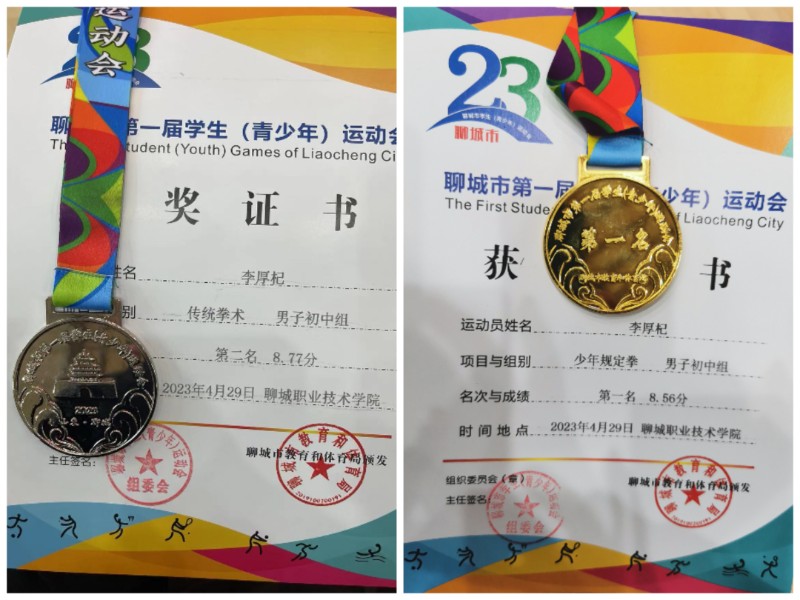 运动会
23
聊城市第一届学生（青少年）运动会
Student (Youth) Games of Liaocheng Ci
奖证书
姓名 李厚杞
别 传统拳术 男子初中组
第二名 8.77分
2023年4月29日 聊城职业技术学院
聊城市教育和体育局颁发
主任签名:
组委会
2023
23
聊城市
聊城市第一届 少年）运动会
The First Stude of Liaocheng City
获 书
第一名
运动员姓名 李厚杞
项目与组别 少年规定拳 男子初中组
名次与成绩 第一名 8.56分
时间地点 2023年4月29日 聊城职业技术学院
组织委员会（章） 聊城市教育和体育局颁发
主任签名:
组委会